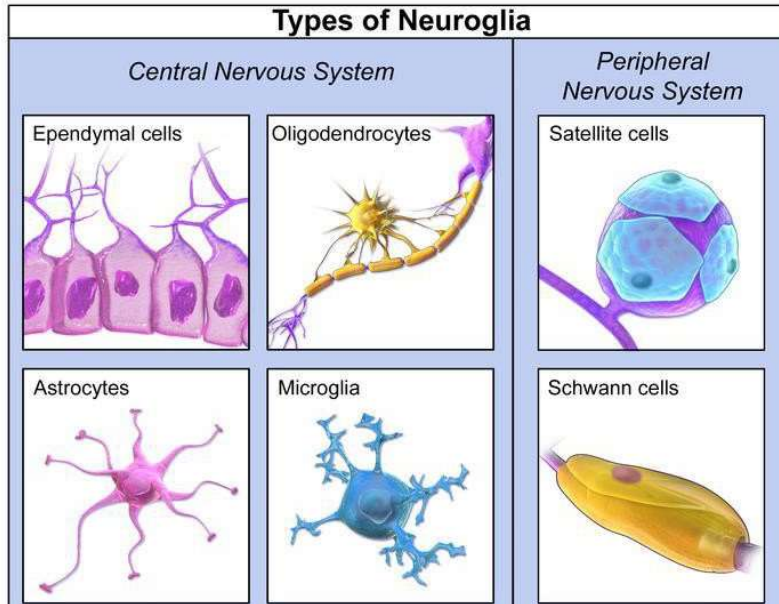 Types of Neuroglia
Central Nervous System
Peripheral
Nervous System
Ependymal cells
Oligodendrocytes
Satellite cells
Astrocytes
Microglia
Schwann cells